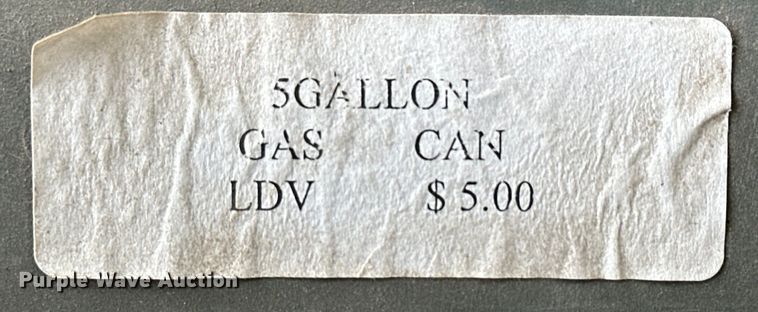 5GALLON
GAS CAN
LDV $ 5.00
Purple Wave Auction